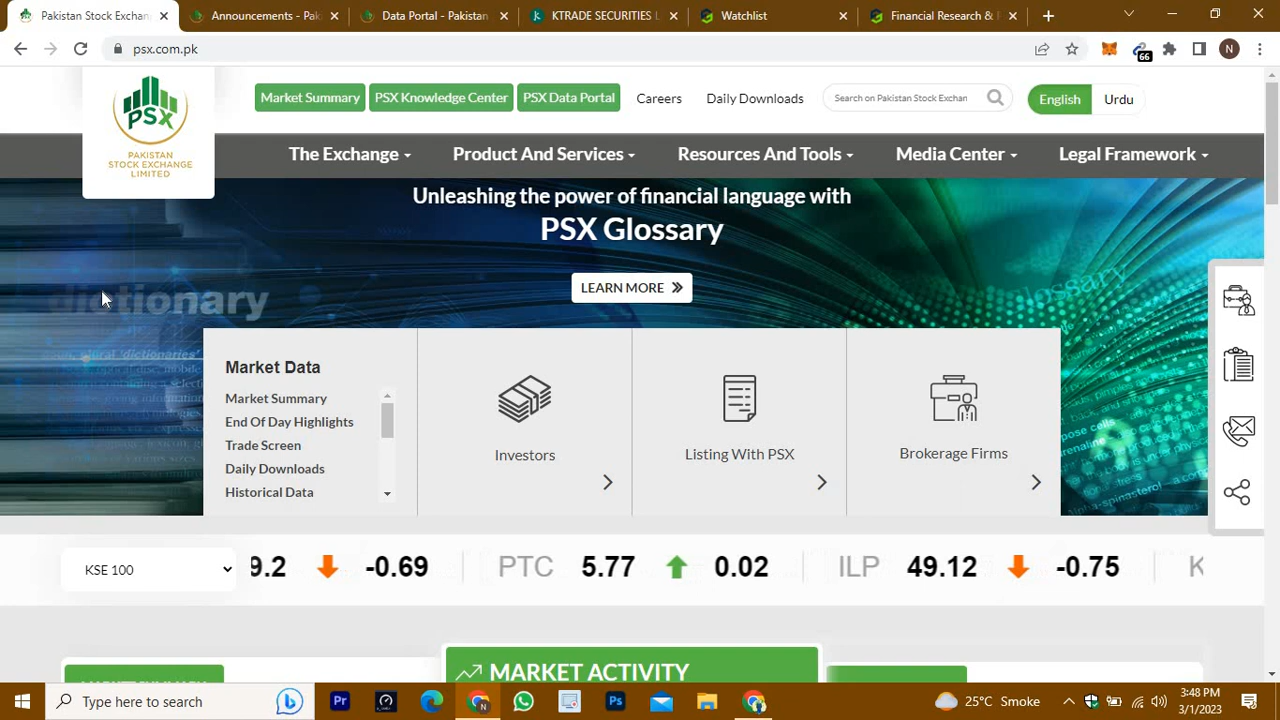 Pakistan Stock Exchan
Announcements - Pak
Data Portal - Pakistan
KTRADE SECURITIES L
Watchlist
Financial Research & P
psx.com.pk
66
N
PSX
PAKISTAN
STOCK EXCHANGE
LIMITED
Market Summary
PSX Knowledge Center
PSX Data Portal
Careers
Daily Downloads
Search on Pakistan Stock Exchan
English
Urdu
The Exchange
Product And Services
Resources And Tools
Media Center
Legal Framework
Unleashing the power of financial language with
PSX Glossary
LEARN MORE
dictionary
glossary
Market Data
Market Summary
End Of Day Highlights
Trade Screen
Daily Downloads
Historical Data
Investors
Listing With PSX
Brokerage Firms
KSE 100
9.2 -0.69 PTC 5.77 0.02 ILP 49.12 -0.75 K
MARKET ACTIVITY
Type here to search
Pr
N
Ps
25°C Smoke
3:48 PM
3/1/2023